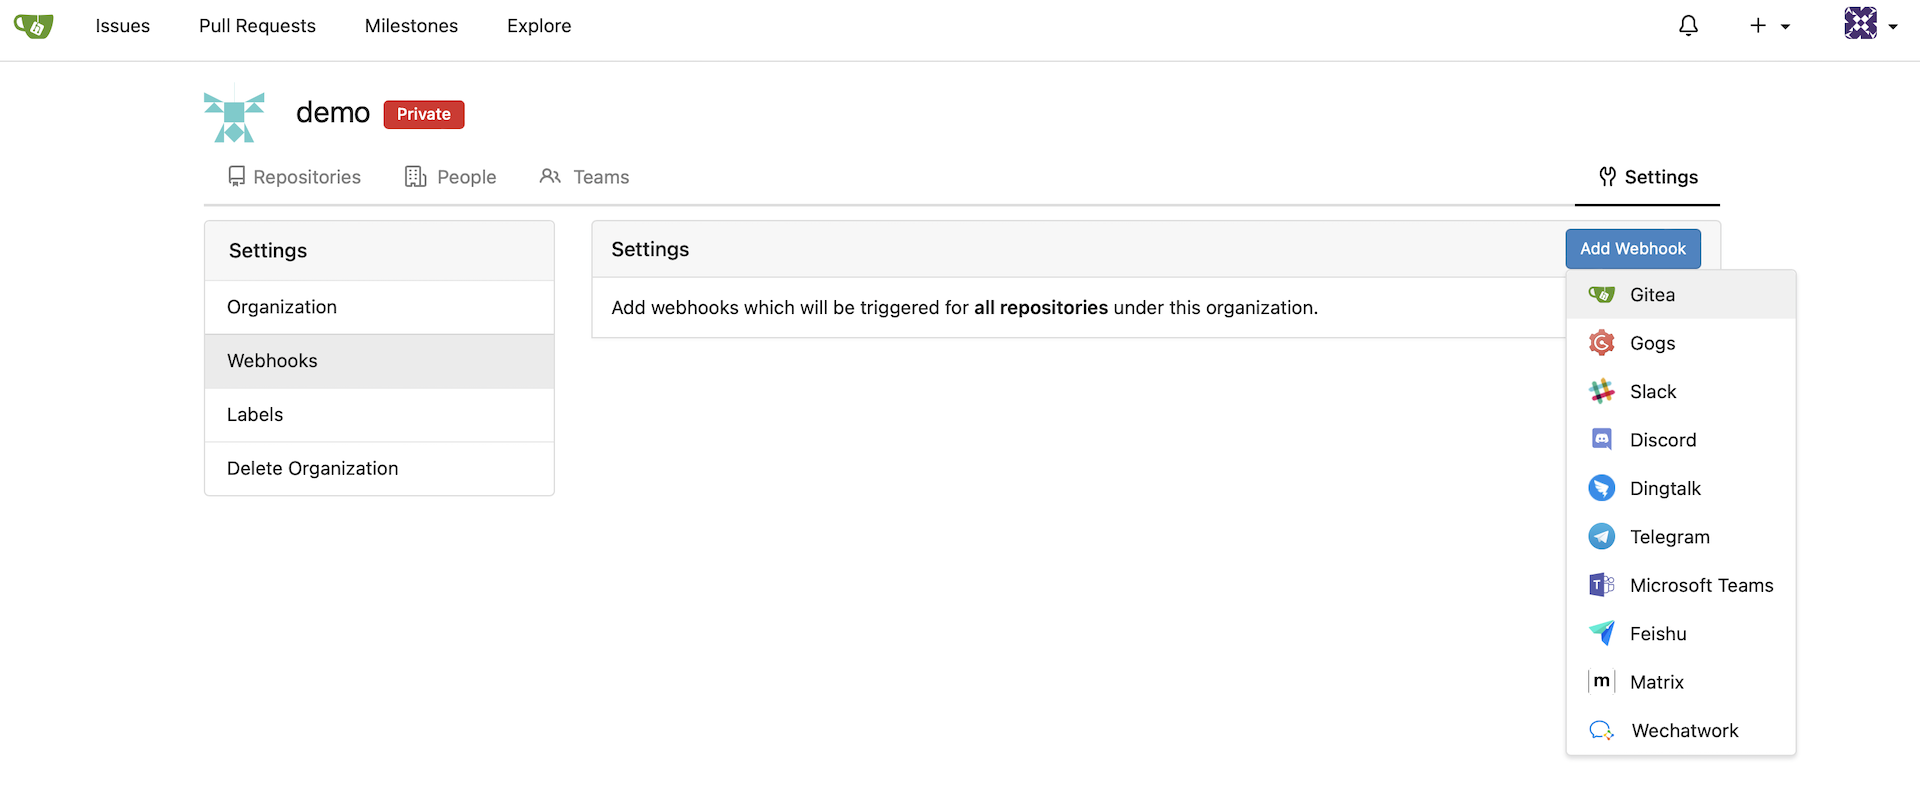 Issues Pull Requests Milestones Explore
demo Private
Repositories People Teams Settings
Settings
Organization
Webhooks
Labels
Delete Organization
Settings Add Webhook
Add webhooks which will be triggered for all repositories under this organization.
Gitea
Gogs
Slack
Discord
Dingtalk
Telegram
Microsoft Teams
Feishu
Matrix
Wechatwork